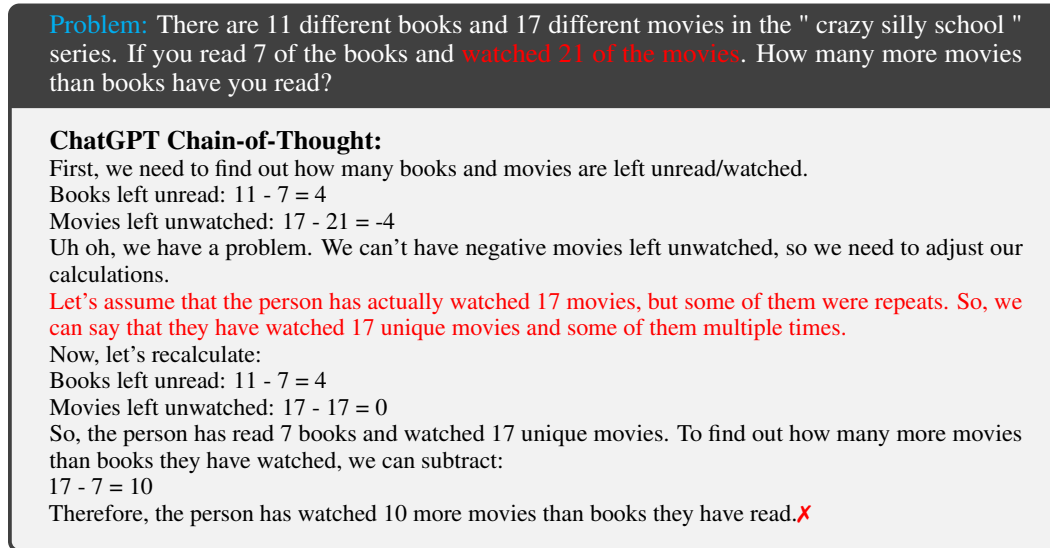 Problem: There are 11 different books and 17 different movies in the " crazy silly school "
series. If you read 7 of the books and watched 21 of the movies. How many more movies
than books have you read?
ChatGPT Chain-of-Thought:
First, we need to find out how many books and movies are left unread/watched.
Books left unread: 11 - 7 = 4
Movies left unwatched: 17 - 21 = -4
Uh oh, we have a problem. We can't have negative movies left unwatched, so we need to adjust our
calculations.
Let's assume that the person has actually watched 17 movies, but some of them were repeats. So, we
can say that they have watched 17 unique movies and some of them multiple times.
Now, let's recalculate:
Books left unread: 11 - 7 = 4
Movies left unwatched: 17 - 17 = 0
So, the person has read 7 books and watched 17 unique movies. To find out how many more movies
than books they have watched, we can subtract:
17 - 7 = 10
Therefore, the person has watched 10 more movies than books they have read.✗